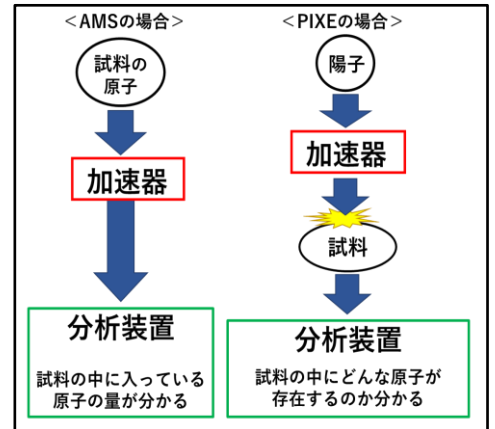 <AMSの場合>
試料の
原子
加速器
分析装置
試料の中に入っている
原子の量が分かる
<PIXEの場合>
陽子
加速器
試料
分析装置
試料の中にどんな原子が
存在するのか分かる